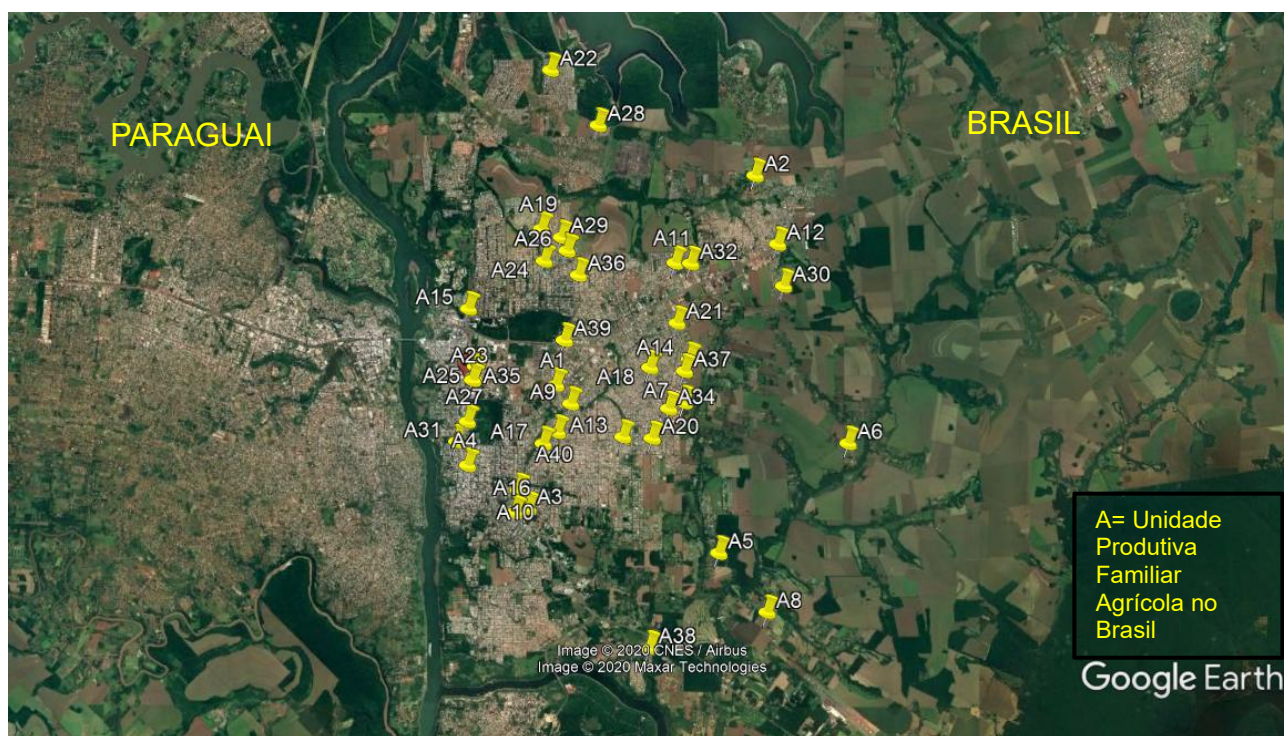 A22
A28
PARAGUAI
BRASIL
A2
A19
A29
A12
A26
A11
A32
A24
A36
A30
A15
A21
A39
A23
A1
A14
A37
A25
A35
A18
A9
A7
A34
A27
A31
A4
A17
A13
A20
A6
A40
A16
A3
A10
A= Unidade
Produtiva
Familiar
Agrícola no
Brasil
A5
A8
A38
Image © 2020 CNES / Airbus
Image © 2020 Maxar Technologies
Google Earth